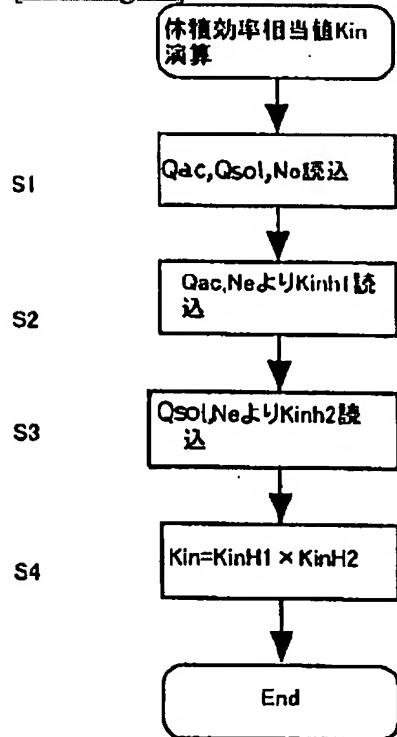 体積効率相当値Kin
演算
S1
Qac,Qsol,Ne読込
S2
Qac,NeよりKinh1読
込
S3
Qsol,NeよりKinh2読
込
S4
Kin=KinH1 × KinH2
End